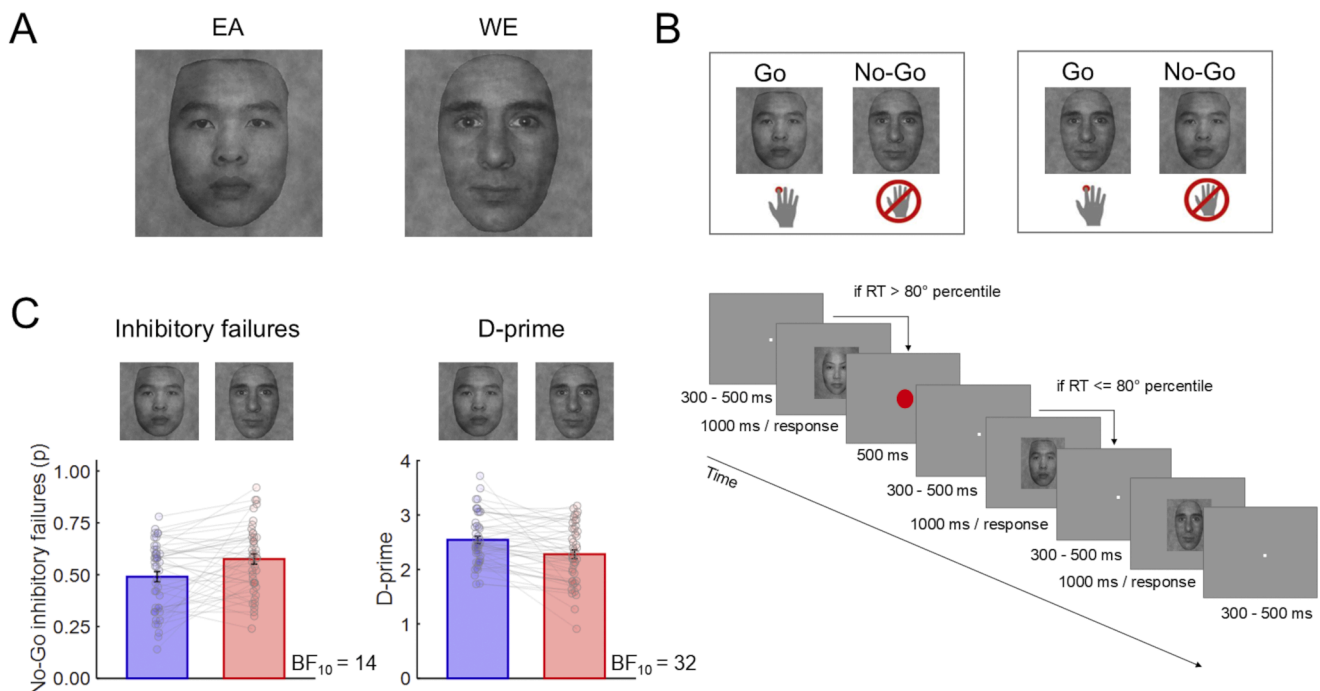 A
EA
WE
B
Go
No-Go
Go
No-Go
if RT > 80° percentile
if RT <= 80° percentile
300 - 500 ms
1000 ms / response
500 ms
300 - 500 ms
1000 ms / response
300 - 500 ms
1000 ms / response
300 - 500 ms
Time
C
Inhibitory failures
D-prime
No-Go inhibitory failures (p)
1.00
0.75
0.50
0.25
0.00
BF10 = 14
D-prime
4
3
2
1
0
BF10 = 32